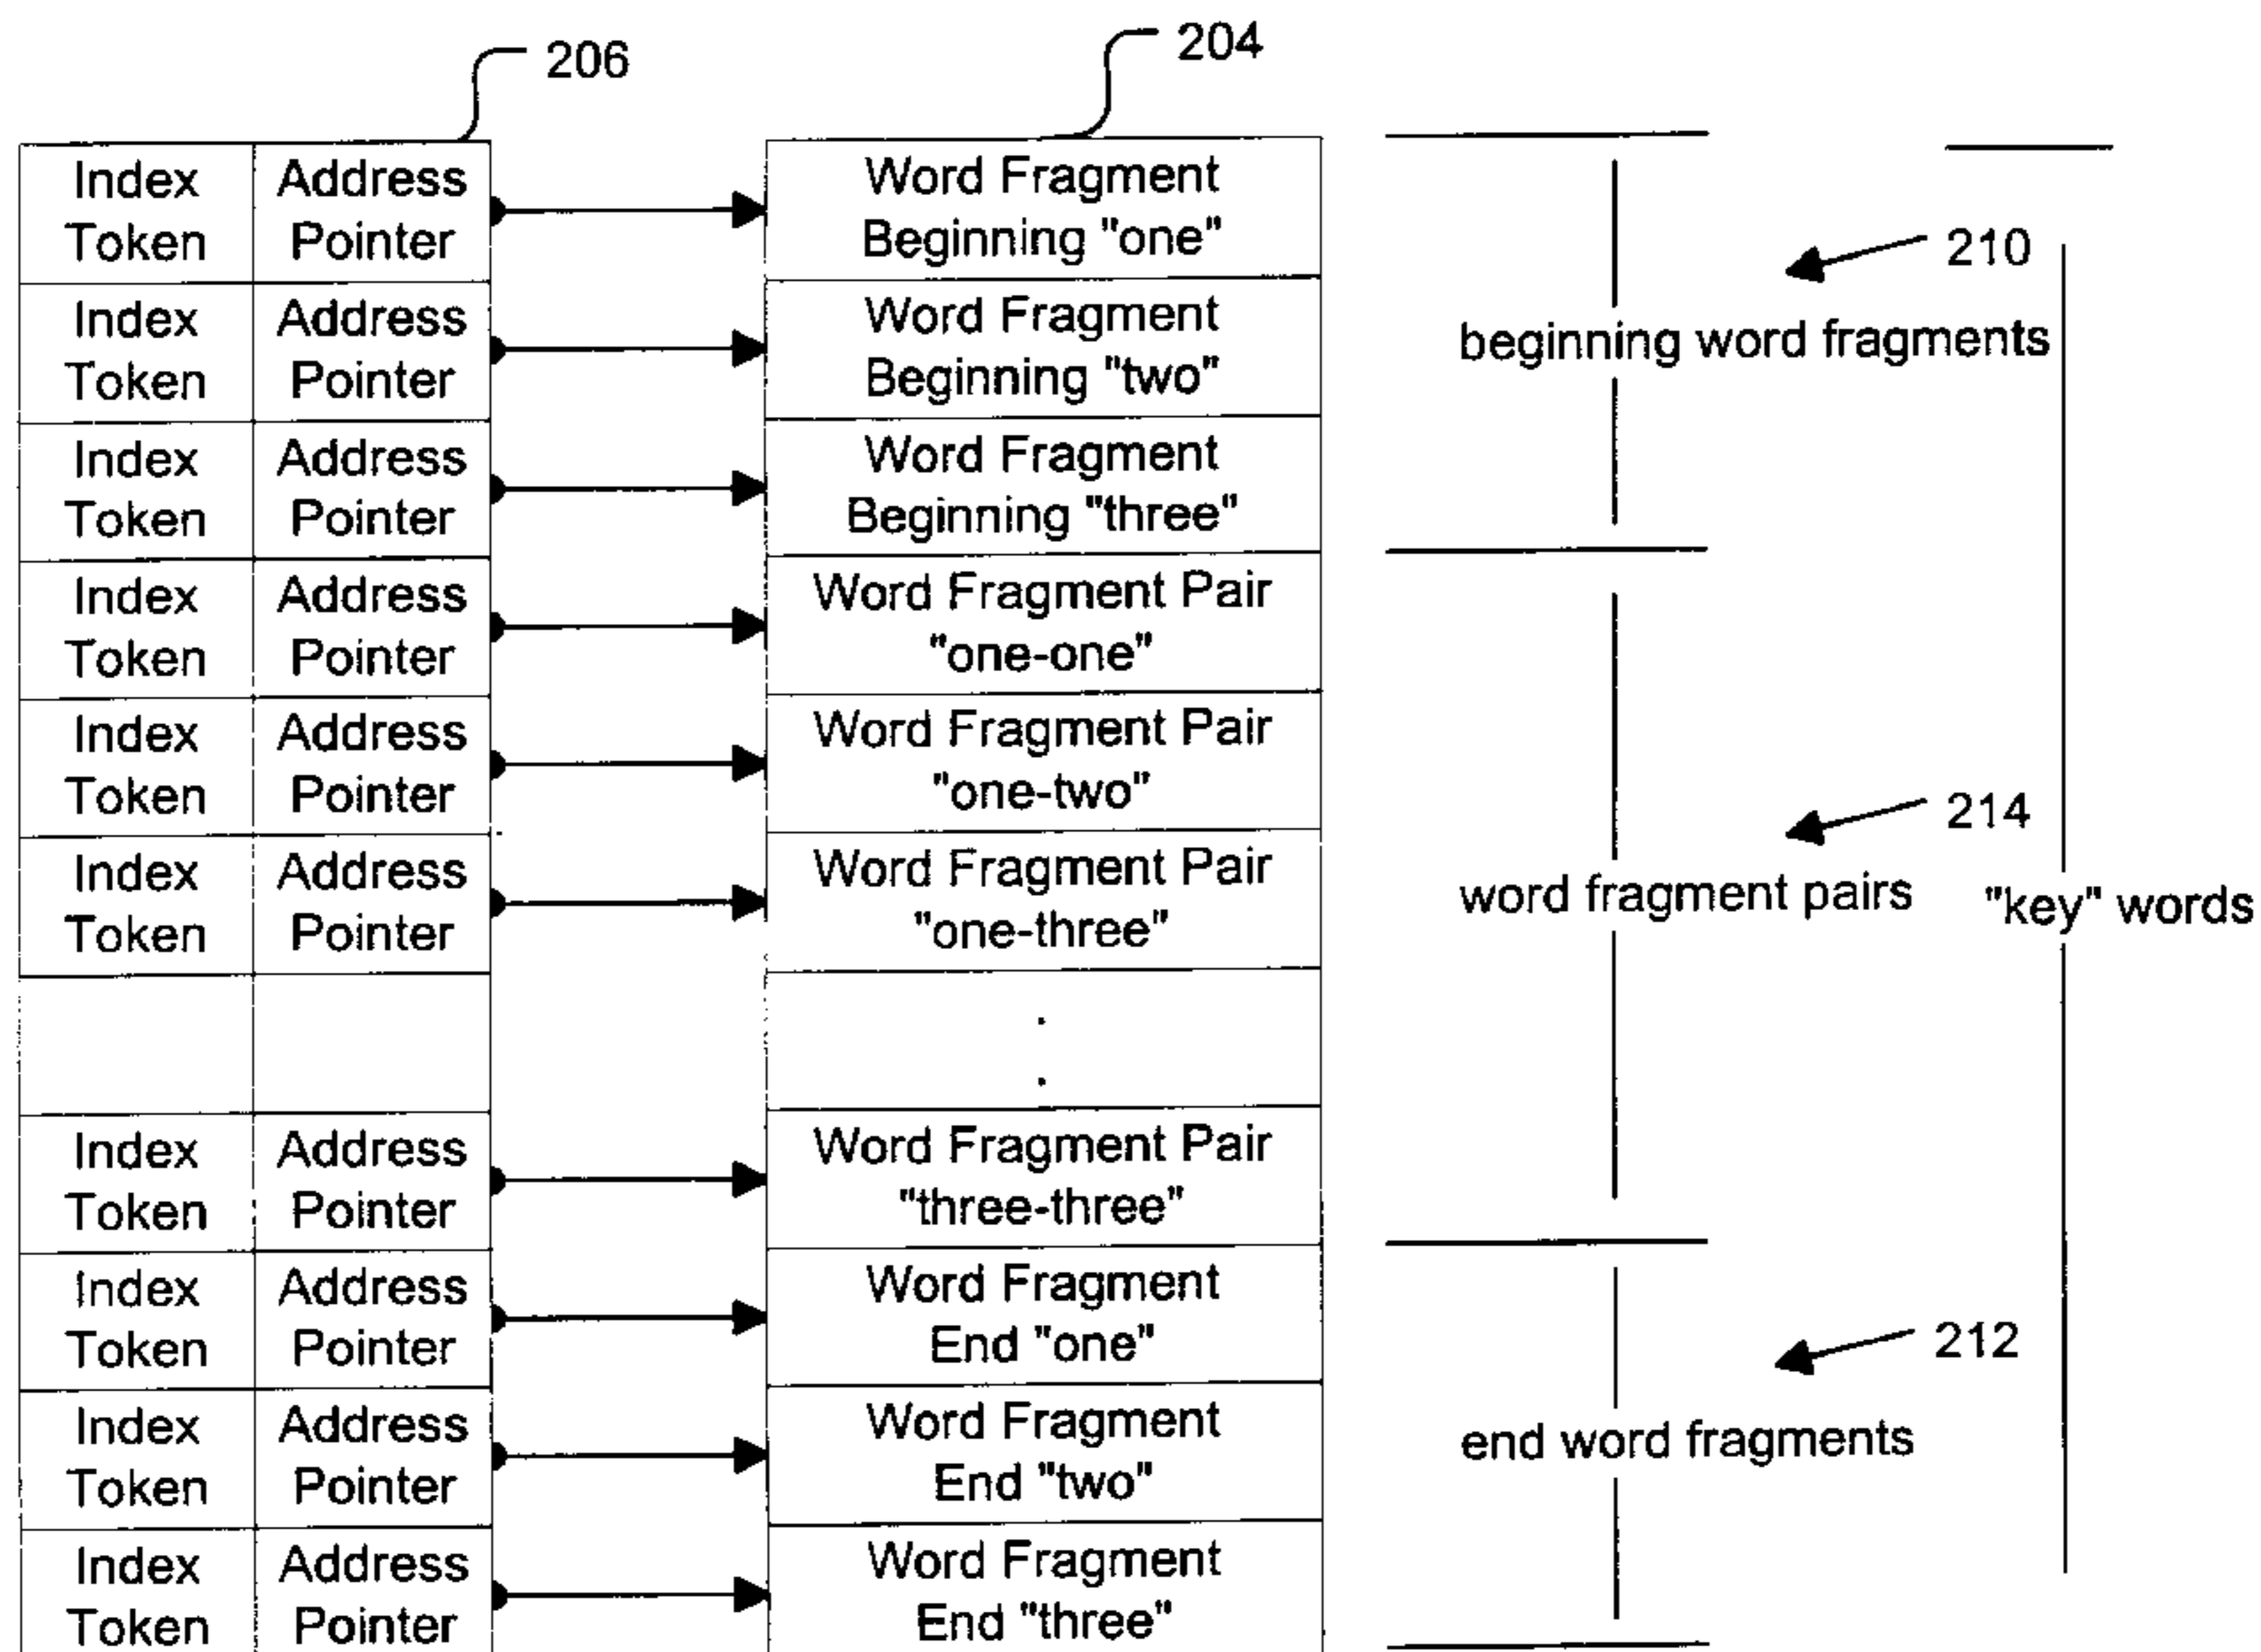 206 204
Index Address Word Fragment
Token Pointer Beginning "one" 210
Index Address Word Fragment beginning word fragments
Token Pointer Beginning "two"
Index Address Word Fragment
Token Pointer Beginning "three"
Index Address Word Fragment Pair
Token Pointer "one-one"
Index Address Word Fragment Pair
Token Pointer "one-two" 214
Index Address Word Fragment Pair word fragment pairs "key" words
Token Pointer "one-three"
.
.
Index Address Word Fragment Pair
Token Pointer "three-three"
Index Address Word Fragment
Token Pointer End "one" 212
Index Address Word Fragment end word fragments
Token Pointer End "two"
Index Address Word Fragment
Token Pointer End "three"